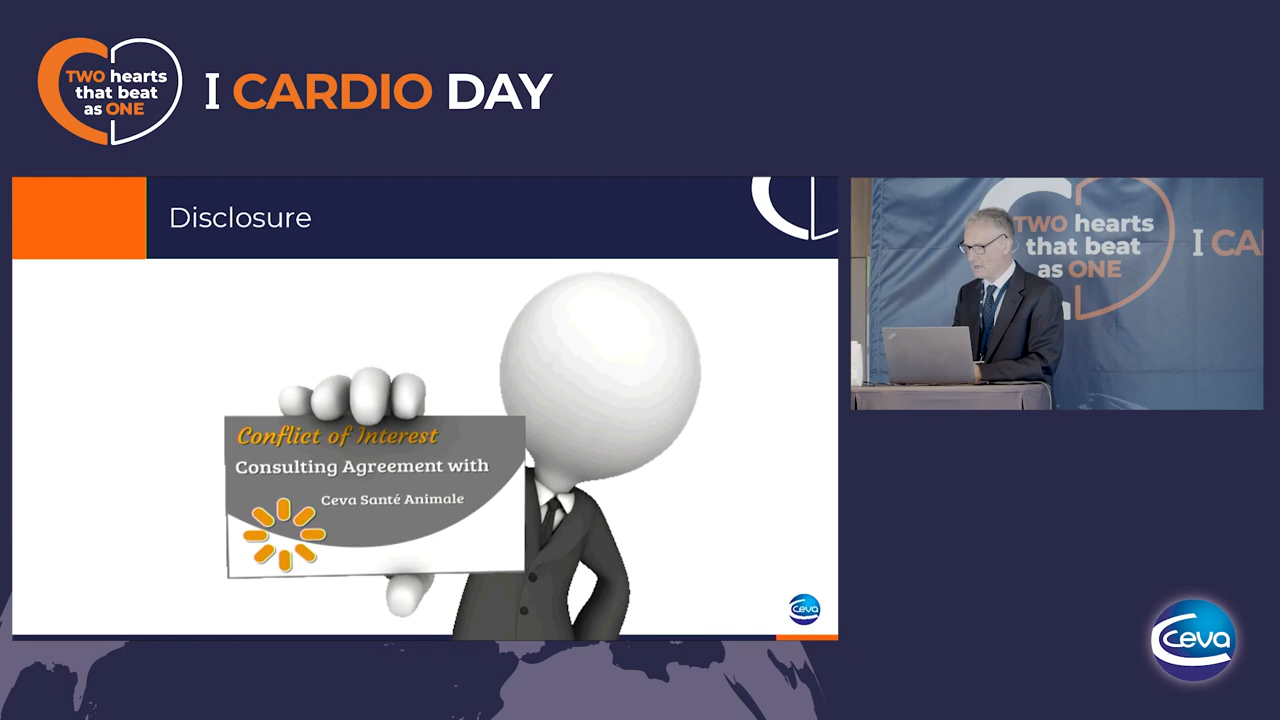 TWO hearts
that beat
as ONE
I CARDIO DAY
Disclosure
Conflict of Interest
Consulting Agreement with
Ceva Santé Animale
Ceva
TWO hearts
that beat
as ONE
I CA
Ceva